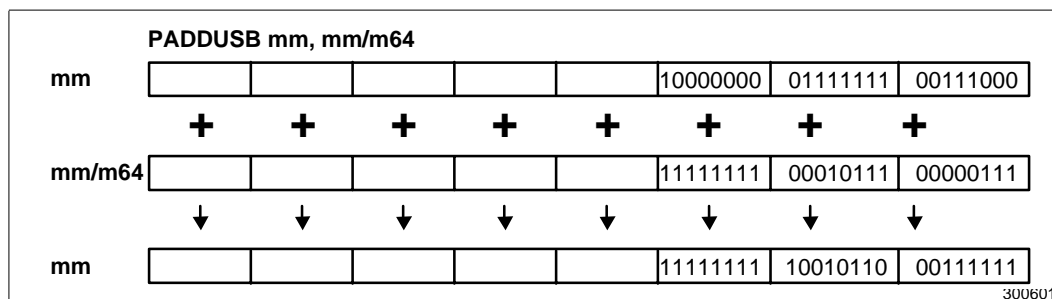 PADDUSB mm, mm/m64
mm 10000000 01111111 00111000
+ + + + + + + +
mm/m64 11111111 00010111 00000111
mm 11111111 10010110 00111111
300601